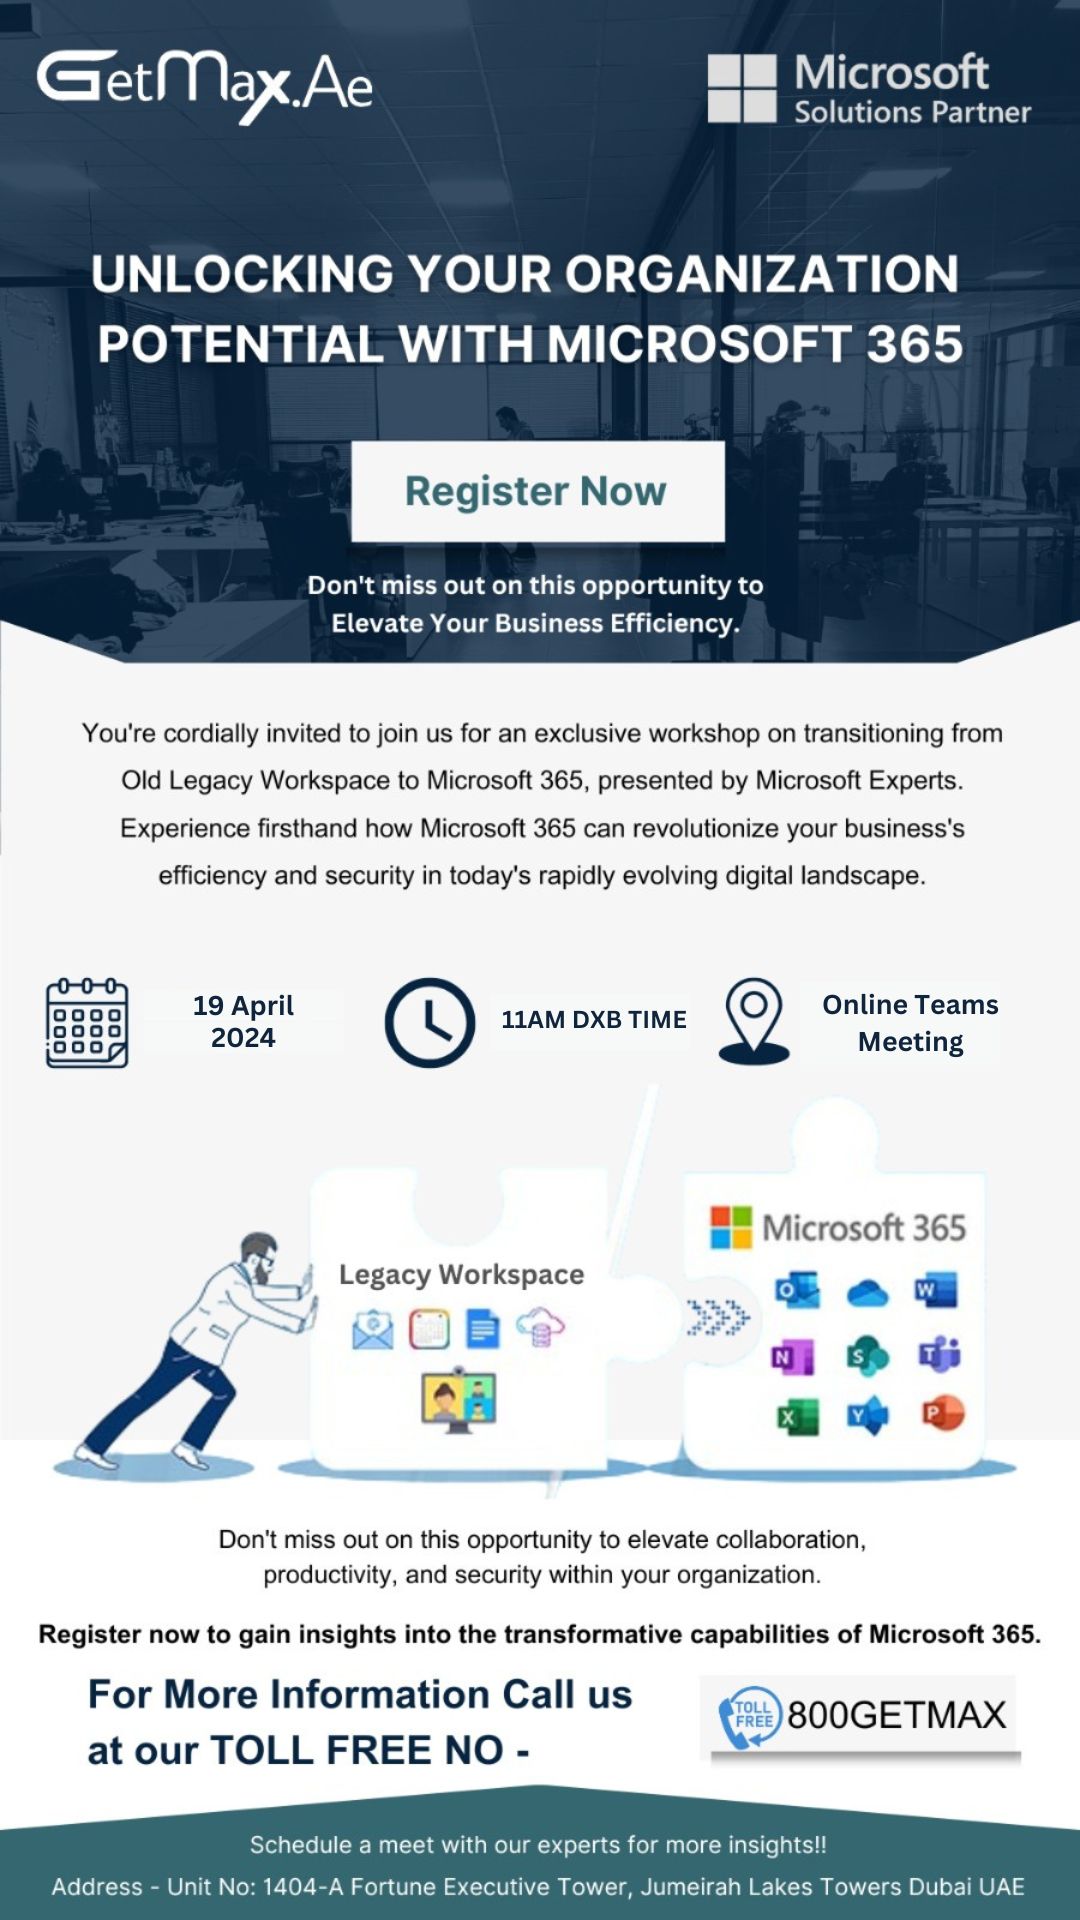 GetMax.Ae
Microsoft
Solutions Partner
UNLOCKING YOUR ORGANIZATION
POTENTIAL WITH MICROSOFT 365
Register Now
Don't miss out on this opportunity to
Elevate Your Business Efficiency.
You're cordially invited to join us for an exclusive workshop on transitioning from
Old Legacy Workspace to Microsoft 365, presented by Microsoft Experts.
Experience firsthand how Microsoft 365 can revolutionize your business's
efficiency and security in today's rapidly evolving digital landscape.
19 April
2024
11AM DXB TIME
Online Teams
Meeting
Microsoft 365
Legacy Workspace
O
W
N
S
T
X
Y
P
Don't miss out on this opportunity to elevate collaboration,
productivity, and security within your organization.
Register now to gain insights into the transformative capabilities of Microsoft 365.
For More Information Call us
at our TOLL FREE NO -
TOLL
FREE
800GETMAX
Schedule a meet with our experts for more insights!!
Address - Unit No: 1404-A Fortune Executive Tower, Jumeirah Lakes Towers Dubai UAE